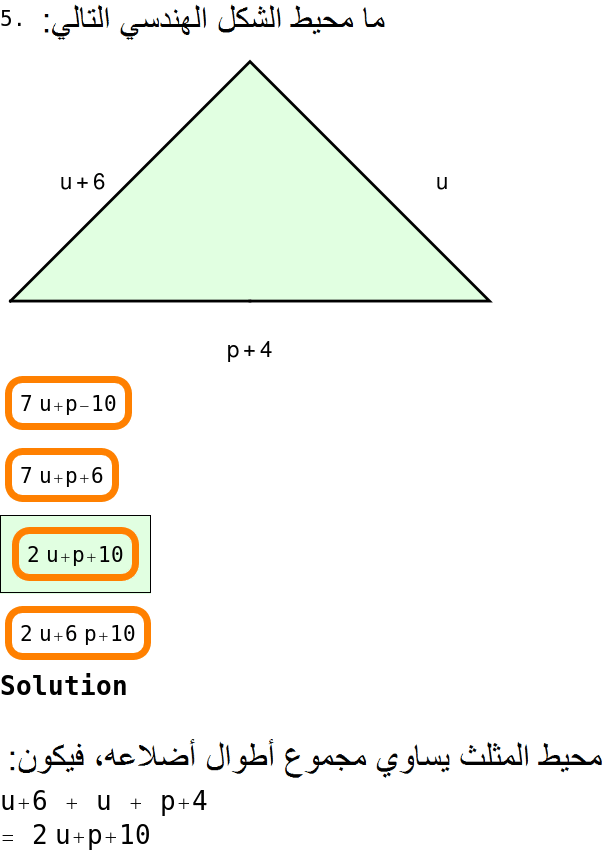 5. ما محيط الشكل الهندسي التالي:
u+6
u
p+4
7 u+p−10
7 u+p+6
2 u+p+10
2 u+6 p+10
Solution
محيط المثلث يساوي مجموع أطوال أضلاعه، فيكون:
u+6 + u + p+4
= 2 u+p+10